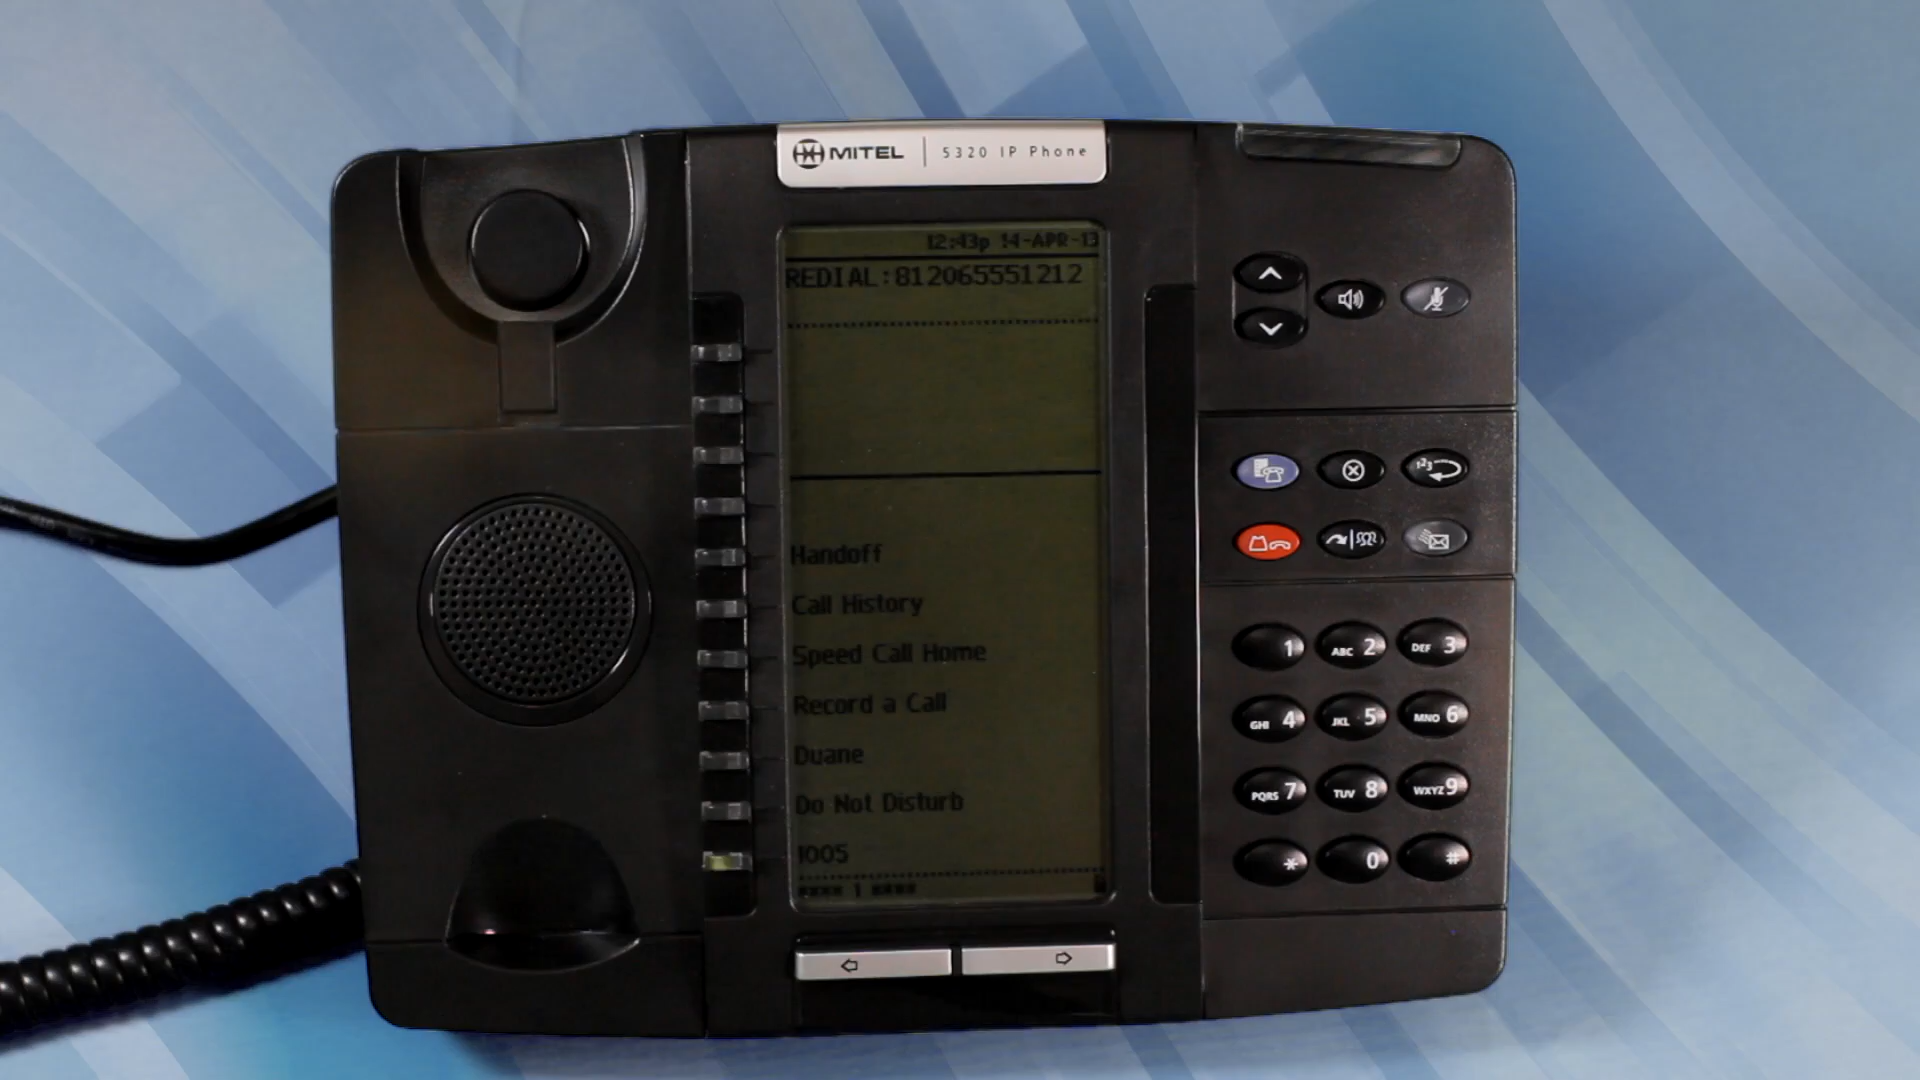 MITEL | 5320 IP Phone
12:43p 14-APR-13
REDIAL:812065551212
Handoff
Call History
Speed Call Home
Record a Call
Duane
Do Not Disturb
1005
1
123
1
ABC 2
DEF 3
GHI 4
JKL 5
MNO 6
PQRS 7
TUV 8
WXYZ 9
*
0
#